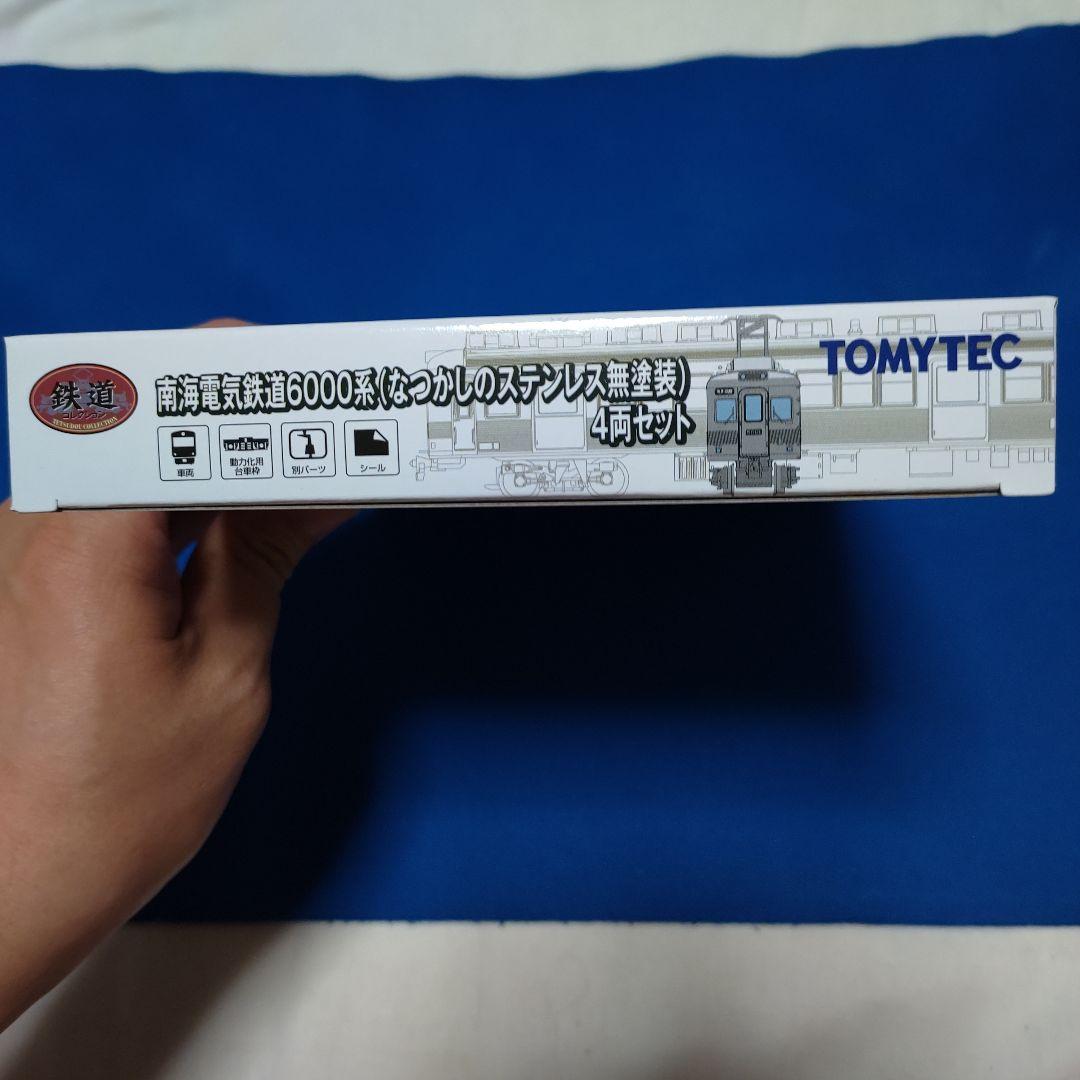 鉄道
コレクション
TETSUDOU COLLECTION
南海電気鉄道6000系(なつかしのステンレス無塗装)
4両セット
TOMYTEC
車両
動力化用
台車枠
別パーツ
シール